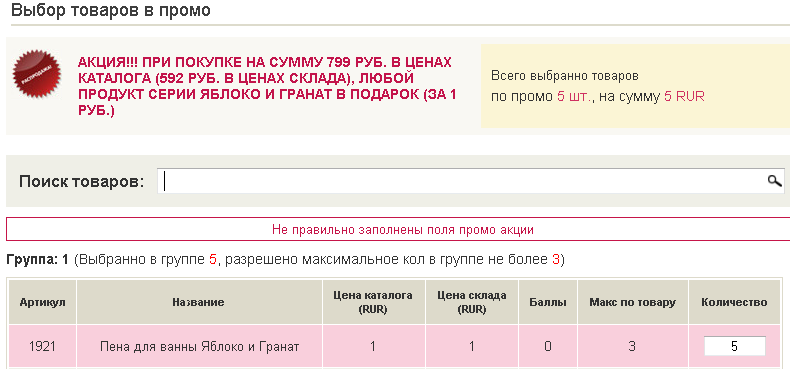 Выбор товаров в промо
РАСПРОДАЖА!
АКЦИЯ!!! ПРИ ПОКУПКЕ НА СУММУ 799 РУБ. В ЦЕНАХ
КАТАЛОГА (592 РУБ. В ЦЕНАХ СКЛАДА), ЛЮБОЙ
ПРОДУКТ СЕРИИ ЯБЛОКО И ГРАНАТ В ПОДАРОК (ЗА 1
РУБ.)
Всего выбранно товаров
по промо 5 шт., на сумму 5 RUR
Поиск товаров:
Не правильно заполнены поля промо акции
Группа: 1 (Выбранно в группе 5, разрешено максимальное кол в группе не более 3)
Артикул Название Цена каталога (RUR) Цена склада (RUR) Баллы Макс по товару Количество
1921 Пена для ванны Яблоко и Гранат 1 1 0 3 5